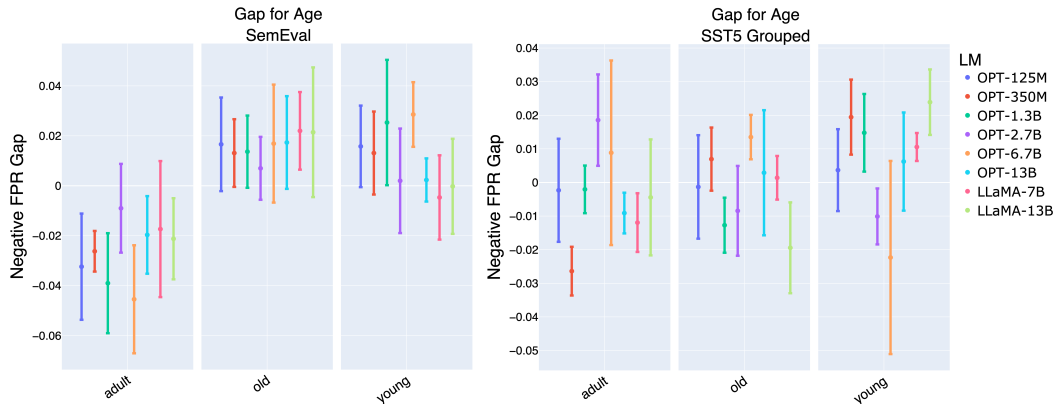 Gap for Age
SemEval
Negative FPR Gap
0.04
0.02
0
−0.02
−0.04
−0.06
adult
old
young
Gap for Age
SST5 Grouped
Negative FPR Gap
0.04
0.03
0.02
0.01
0
−0.01
−0.02
−0.03
−0.04
−0.05
adult
old
young
LM
OPT-125M
OPT-350M
OPT-1.3B
OPT-2.7B
OPT-6.7B
OPT-13B
LLaMA-7B
LLaMA-13B